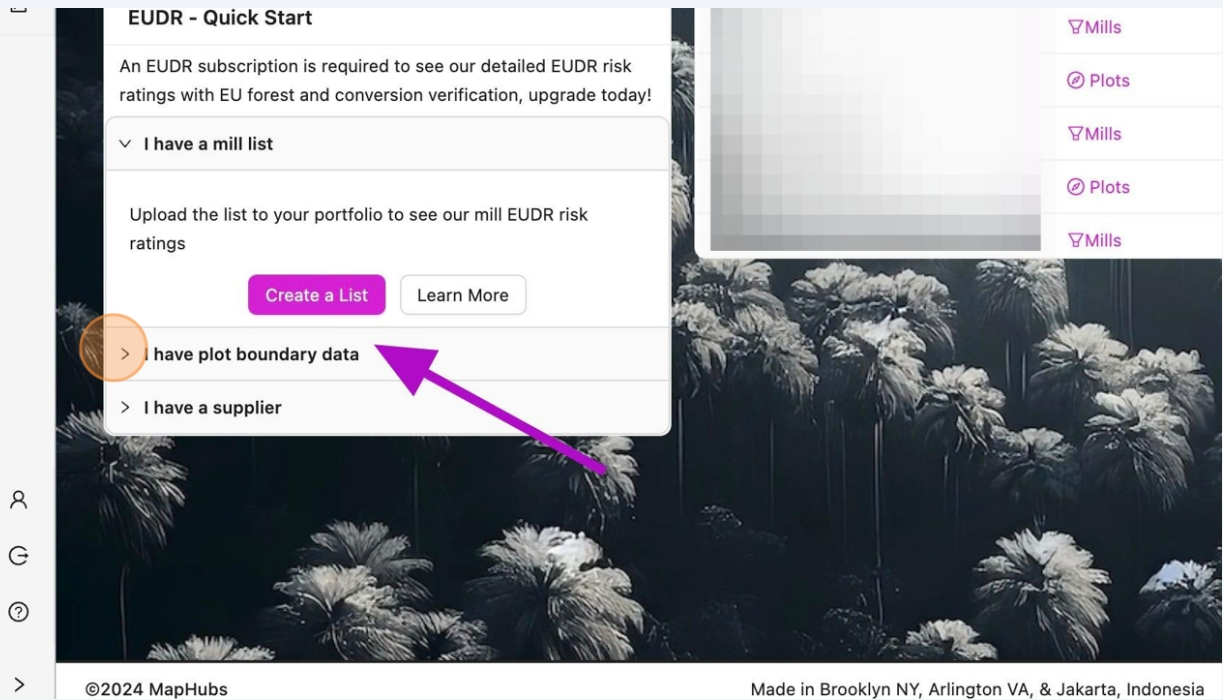 EUDR - Quick Start
An EUDR subscription is required to see our detailed EUDR risk
ratings with EU forest and conversion verification, upgrade today!
I have a mill list
Upload the list to your portfolio to see our mill EUDR risk
ratings
Create a List
Learn More
I have plot boundary data
I have a supplier
Mills
Plots
Mills
Plots
Mills
©2024 MapHubs
Made in Brooklyn NY, Arlington VA, & Jakarta, Indonesia